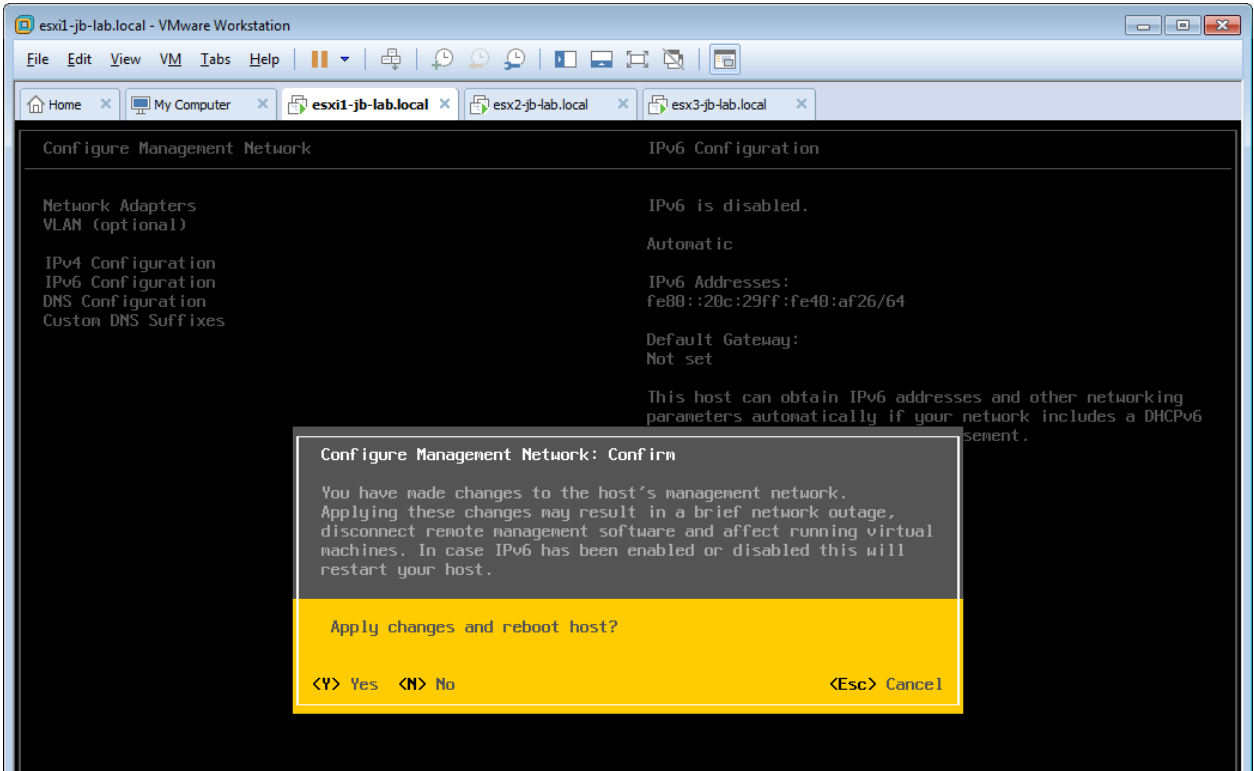 esxi1-jb-lab.local - VMware Workstation
File Edit View VM Tabs Help
Home My Computer esxi1-jb-lab.local esx2-jb-lab.local esx3-jb-lab.local
Configure Management Network
IPv6 Configuration
Network Adapters
VLAN (optional)
IPv4 Configuration
IPv6 Configuration
DNS Configuration
Custom DNS Suffixes
IPv6 is disabled.
Automatic
IPv6 Addresses:
fe80::20c:29ff:fe40:af26/64
Default Gateway:
Not set
This host can obtain IPv6 addresses and other networking
parameters automatically if your network includes a DHCPv6
sement.
Configure Management Network: Confirm
You have made changes to the host's management network.
Applying these changes may result in a brief network outage,
disconnect remote management software and affect running virtual
machines. In case IPv6 has been enabled or disabled this will
restart your host.
Apply changes and reboot host?
<Y> Yes <N> No <Esc> Cancel